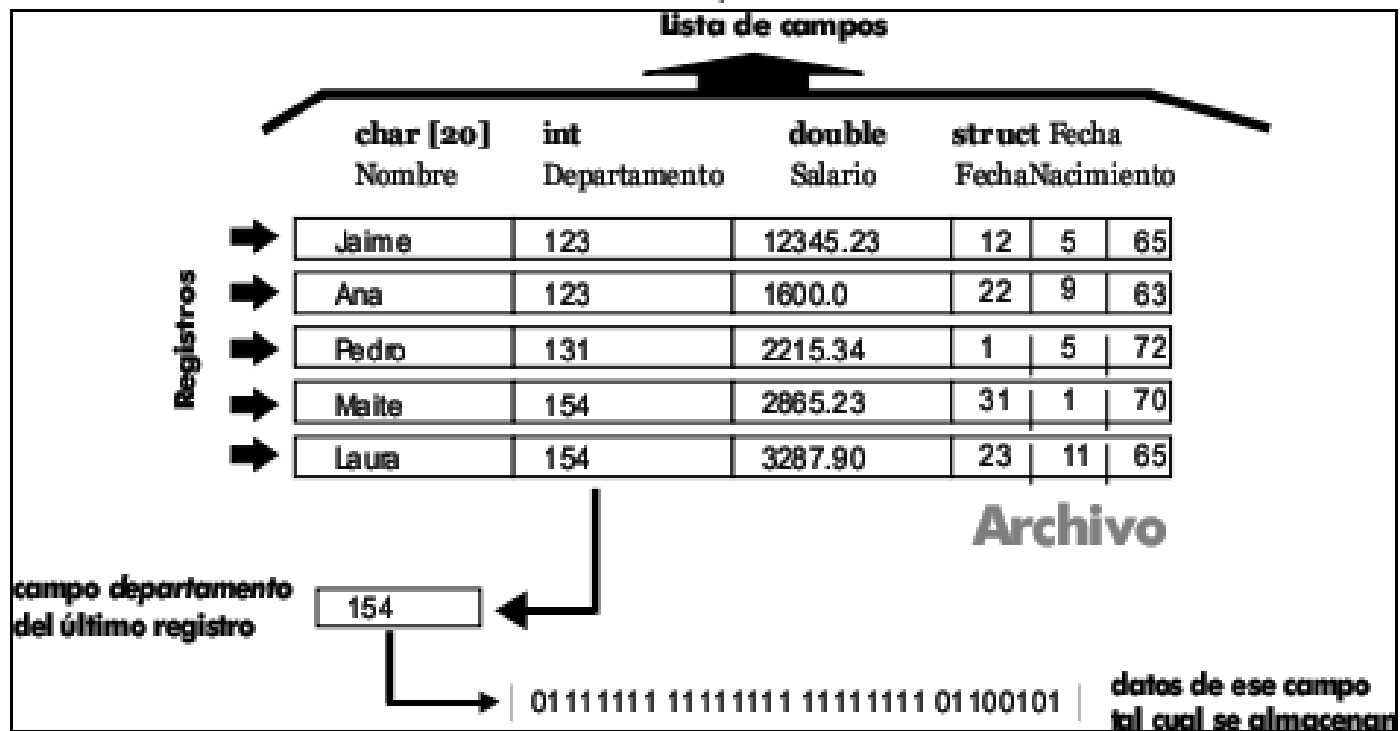 Lista de campos
char [20] int double struct Fecha
Nombre Departamento Salario FechaNacimiento
Registros
Jaime 123 12345.23 12 5 65
Ana 123 1600.0 22 9 63
Pedro 131 2215.34 1 5 72
Maite 154 2865.23 31 1 70
Laura 154 3287.90 23 11 65
Archivo
campo departamento
del último registro
154
01111111 11111111 11111111 01100101
datos de ese campo
tal cual se almacenan